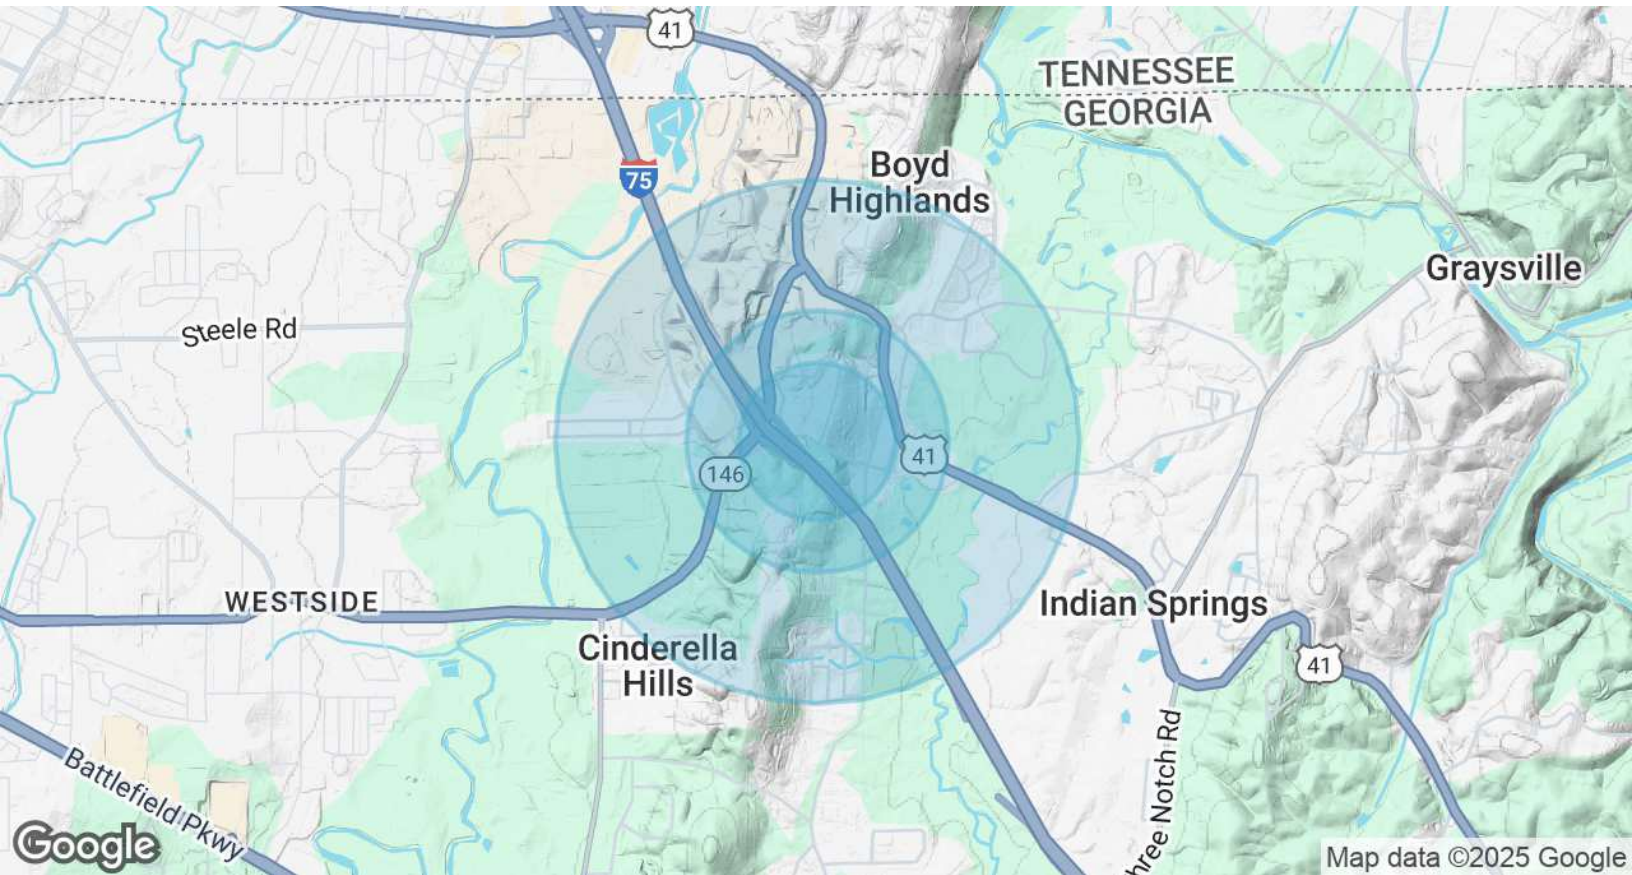 41
TENNESSEE
GEORGIA
75
Boyd
Highlands
Graysville
Steele Rd
146
41
WESTSIDE
Indian Springs
Cinderella
Hills
41
Battlefield Pkwy
hree Notch Rd
Google
Map data ©2025 Google